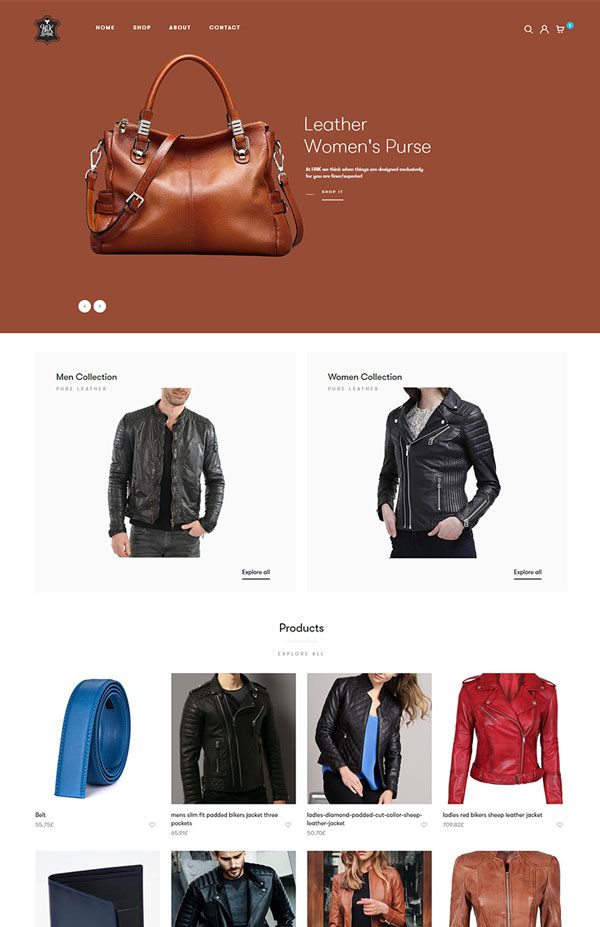 HNK
HOME SHOP ABOUT CONTACT
Leather
Women's Purse
At HNK we think when things are designed exclusively
for you are finer/superior!
SHOP IT
Men Collection
PURE LEATHER
Explore all
Women Collection
PURE LEATHER
Explore all
Products
EXPLORE ALL
Belt
55.75£
mens slim fit padded bikers jacket three
pockets
65.91£
ladies-diamond-padded-cut-collor-sheep-
leather-jacket
50.70£
ladies red bikers sheep leather jacket
709.82£